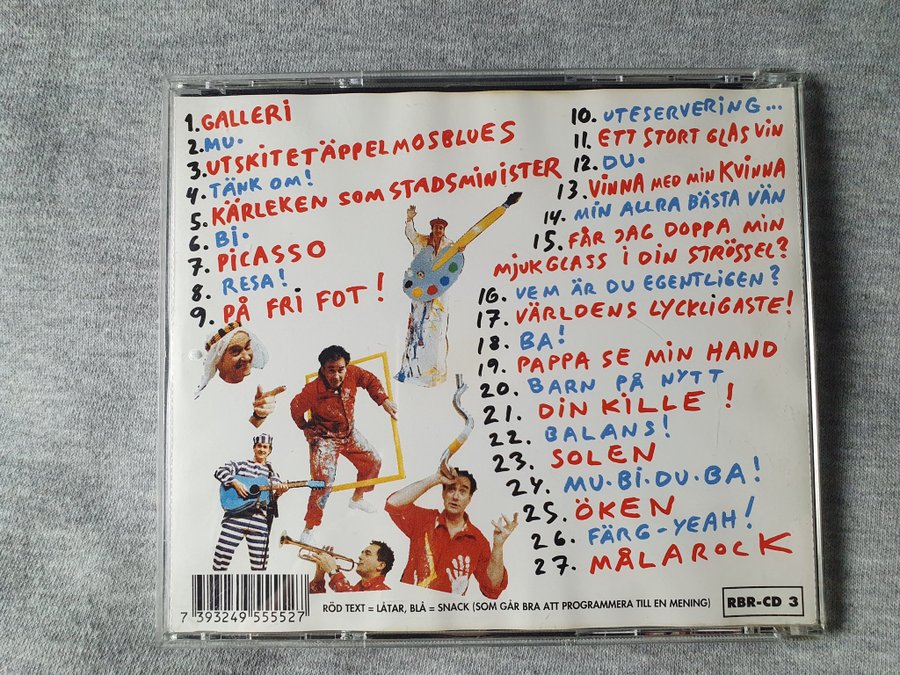 1. GALLERI
2. MU.
3. UTSKITETÄPPELMOSBLUES
4. TÄNK OM!
5. KÄRLEKEN SOM STADSMINISTER
6. BI.
7. PICASSO
8. RESA!
9. PÅ FRI FOT!
10. UTESERVERING...
11. ETT STORT GLAS VIN
12. DU.
13. VINNA MED MIN KVINNA
14. MIN ALLRA BÄSTA VÄN
15. FÅR JAG DOPPA MIN
MJUKGLASS I DIN STRÖSSEL?
16. VEM ÄR DU EGENTLIGEN?
17. VÄRLDENS LYCKLIGASTE!
18. BA!
19. PAPPA SE MIN HAND
20. BARN PÅ NYTT
21. DIN KILLE!
22. BALANS!
23. SOLEN
24. MU·BI·DU·BA!
25. ÖKEN
26. FÄRG-YEAH!
27. MÅLAROCK
7 393249 555527
RÖD TEXT = LÅTAR, BLÅ = SNACK (SOM GÅR BRA ATT PROGRAMMERA TILL EN MENING)
RBR-CD 3